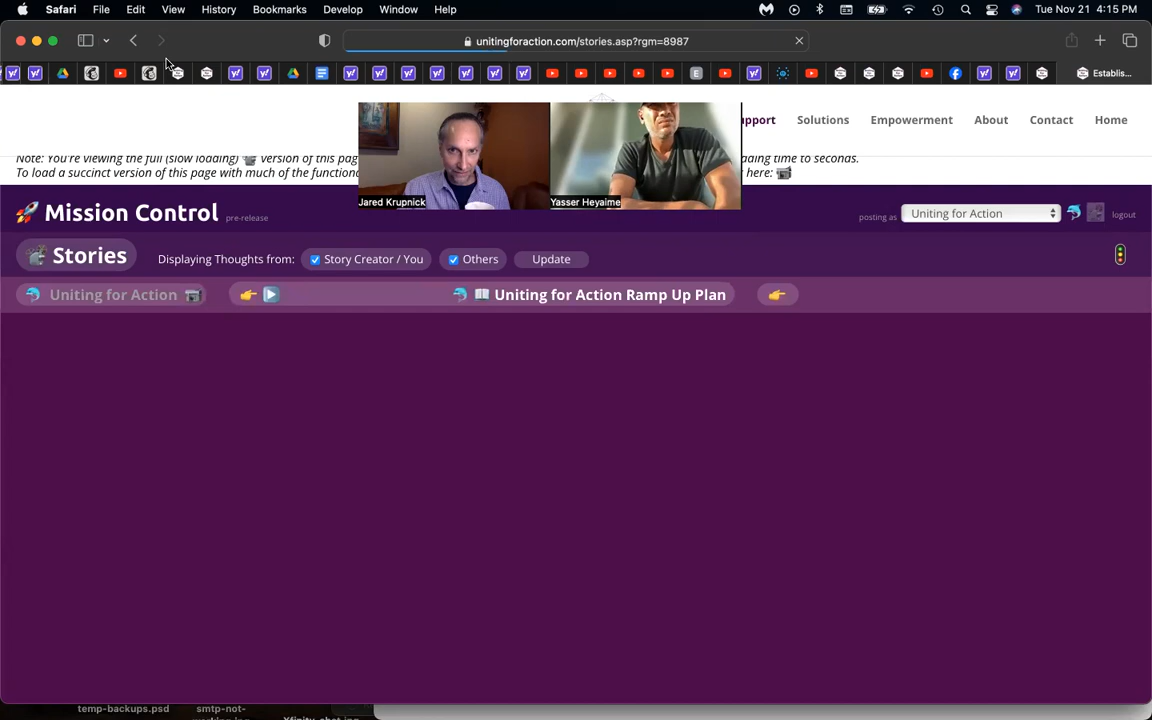 Safari File Edit View History Bookmarks Develop Window Help Tue Nov 21 4:15 PM
unitingforaction.com/stories.asp?rgm=8987
Establis...
upport Solutions Empowerment About Contact Home
Note: You're viewing the full (slow loading) version of this pag ading time to seconds.
To load a succinct version of this page with much of the function here:
Jared Krupnick Yasser Heyaime
Mission Control pre-release posting as Uniting for Action logout
Stories Displaying Thoughts from: Story Creator / You Others Update
Uniting for Action Uniting for Action Ramp Up Plan
temp-backups.psd smtp-not-